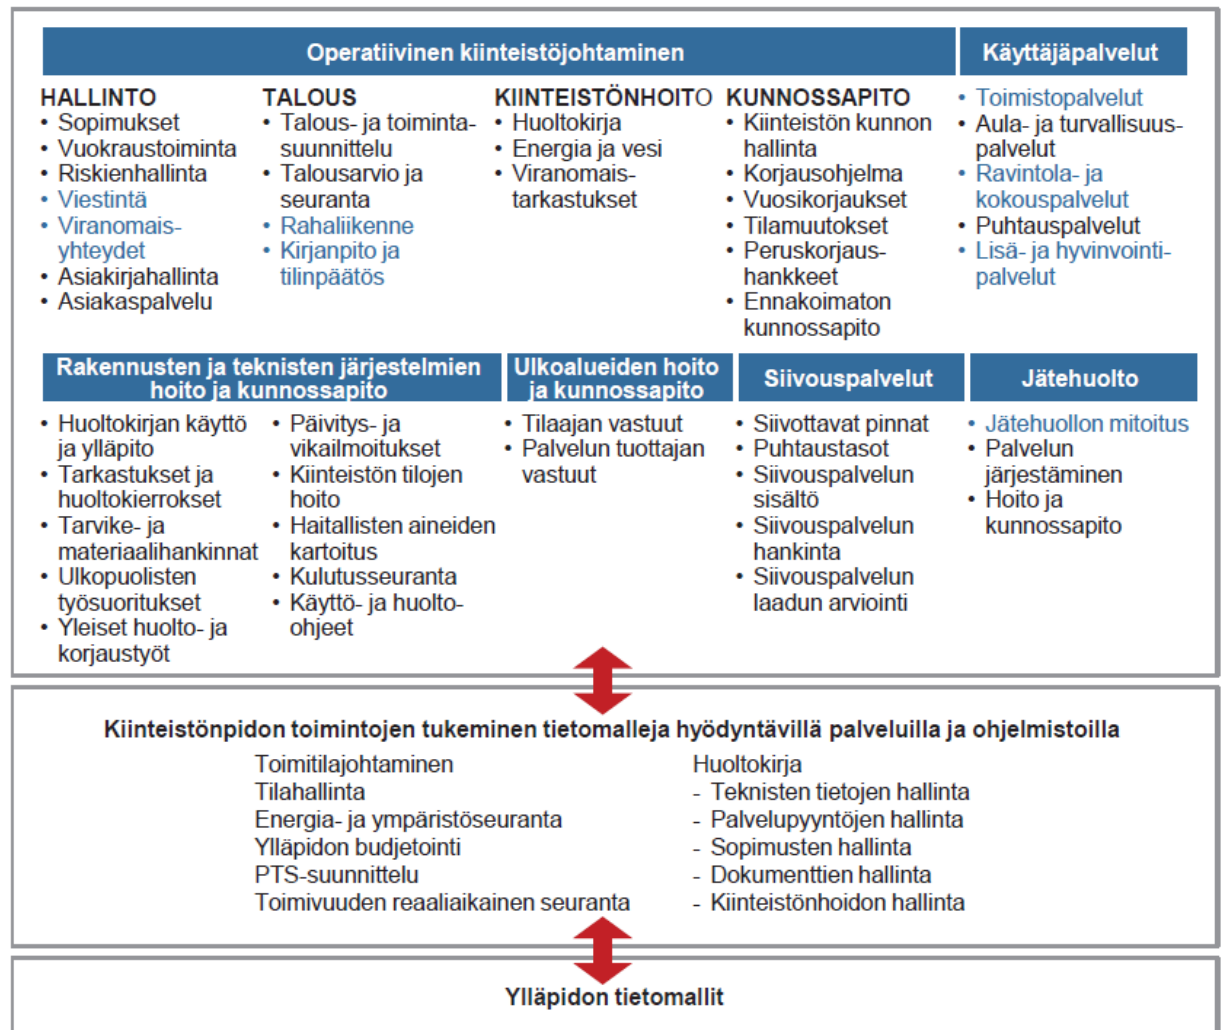 Operatiivinen kiinteistöjohtaminen
Käyttäjäpalvelut
HALLINTO
• Sopimukset
• Vuokraustoiminta
• Riskienhallinta
• Viestintä
• Viranomais-
yhteydet
• Asiakirjahallinta
• Asiakaspalvelu
TALOUS
• Talous- ja toiminta-
suunnittelu
• Talousarvio ja
seuranta
• Rahaliikenne
• Kirjanpito ja
tilinpäätös
KIINTEISTÖNHOITO
• Huoltokirja
• Energia ja vesi
• Viranomais-
tarkastukset
KUNNOSSAPITO
• Kiinteistön kunnon
hallinta
• Korjausohjelma
• Vuosikorjaukset
• Tilamuutokset
• Peruskorjaus-
hankkeet
• Ennakoimaton
kunnossapito
• Toimistopalvelut
• Aula- ja turvallisuus-
palvelut
• Ravintola- ja
kokouspalvelut
• Puhtauspalvelut
• Lisä- ja hyvinvointi-
palvelut
Rakennusten ja teknisten järjestelmien
hoito ja kunnossapito
• Huoltokirjan käyttö
ja ylläpito
• Tarkastukset ja
huoltokierrokset
• Tarvike- ja
materiaalihankinnat
• Ulkopuolisten
työsuoritukset
• Yleiset huolto- ja
korjaustyöt
• Päivitys- ja
vikailmoitukset
• Kiinteistön tilojen
hoito
• Haitallisten aineiden
kartoitus
• Kulutusseuranta
• Käyttö- ja huolto-
ohjeet
Ulkoalueiden hoito
ja kunnossapito
• Tilaajan vastuut
• Palvelun tuottajan
vastuut
Siivouspalvelut
• Siivottavat pinnat
• Puhtaustasot
• Siivouspalvelun
sisältö
• Siivouspalvelun
hankinta
• Siivouspalvelun
laadun arviointi
Jätehuolto
• Jätehuollon mitoitus
• Palvelun
järjestäminen
• Hoito ja
kunnossapito
Kiinteistönpidon toimintojen tukeminen tietomalleja hyödyntävillä palveluilla ja ohjelmistoilla
Toimitilajohtaminen
Tilahallinta
Energia- ja ympäristöseuranta
Ylläpidon budjetointi
PTS-suunnittelu
Toimivuuden reaaliaikainen seuranta
Huoltokirja
- Teknisten tietojen hallinta
- Palvelupyyntöjen hallinta
- Sopimusten hallinta
- Dokumenttien hallinta
- Kiinteistönhoidon hallinta
Ylläpidon tietomallit